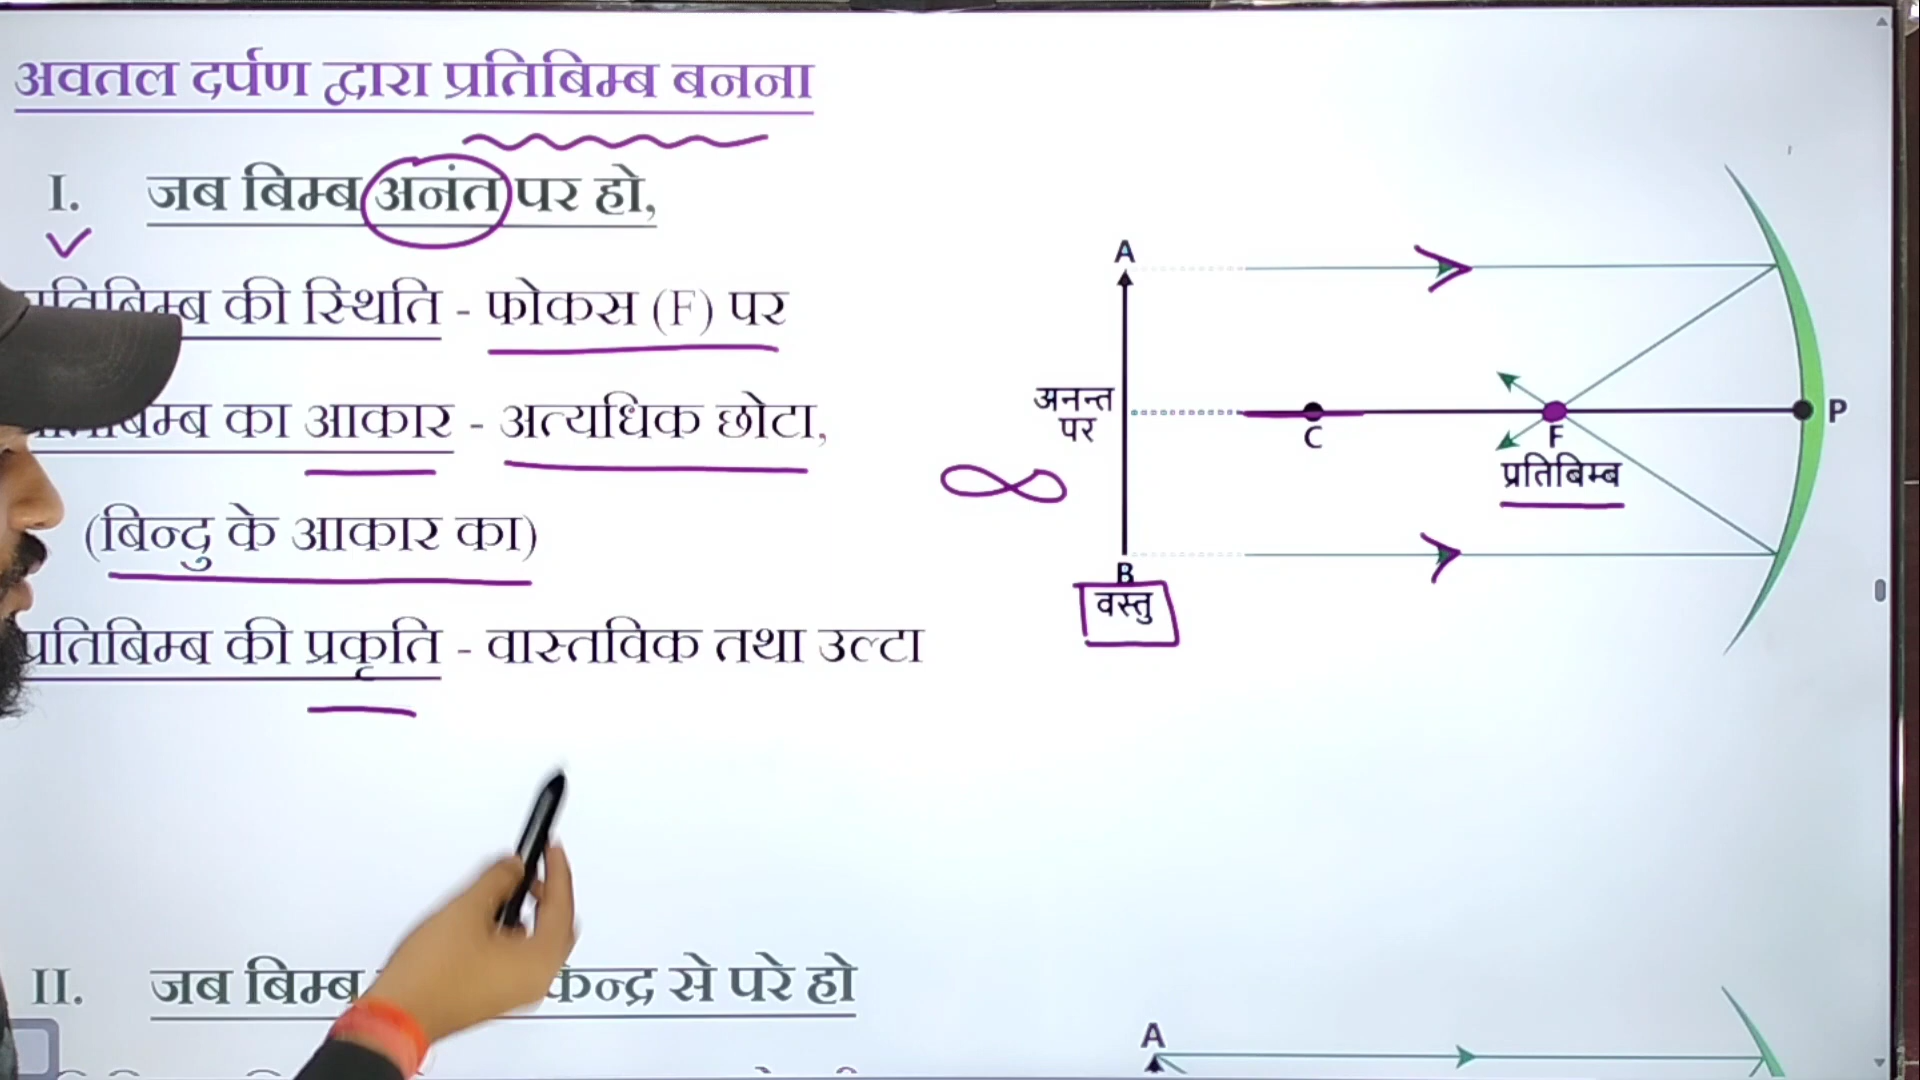 अवतल दर्पण द्वारा प्रतिबिम्ब बनना
I. जब बिम्ब अनंत पर हो,
की स्थिति - फोकस (F) पर
का आकार - अत्यधिक छोटा,
(बिन्दु के आकार का)
प्रतिबिम्ब की प्रकृति - वास्तविक तथा उल्टा
II. जब बिम्ब केन्द्र से परे हो
A
अनन्त
पर
∞
B
वस्तु
C
F
प्रतिबिम्ब
P
A